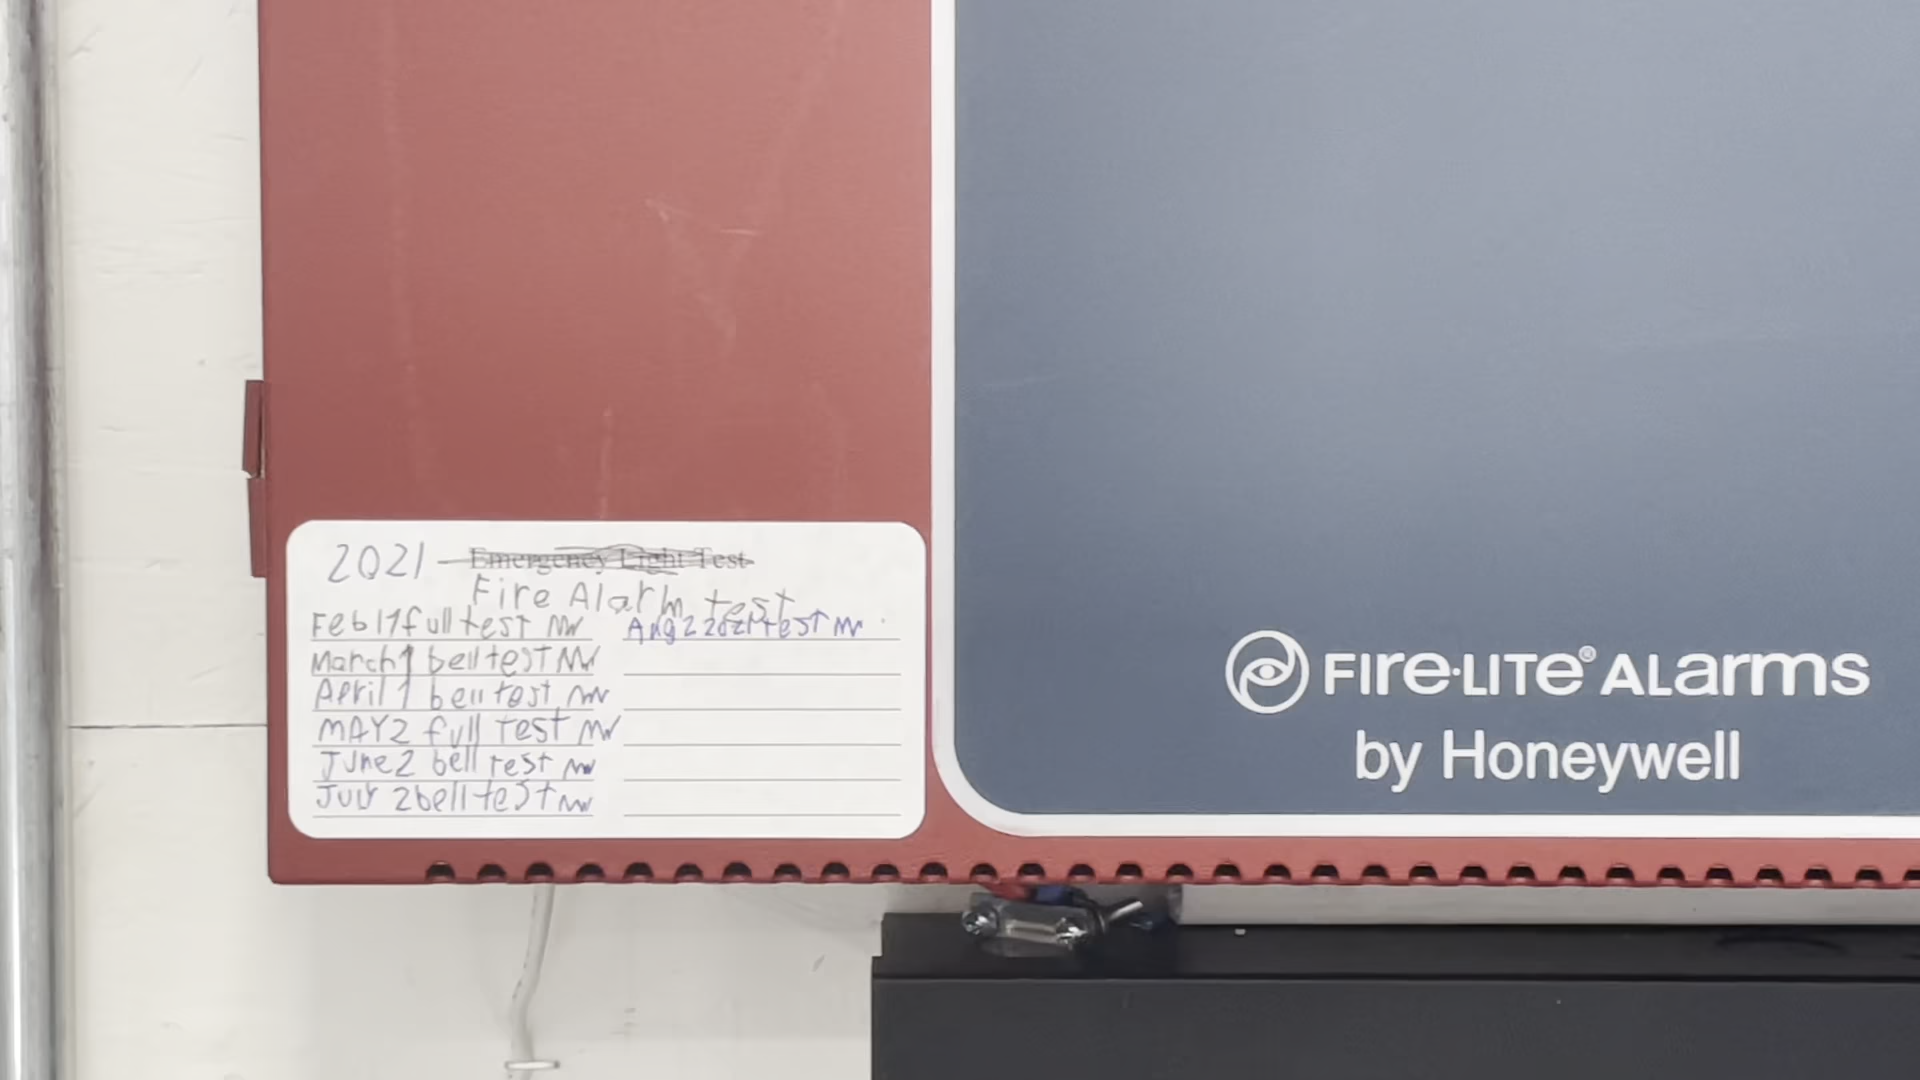 2021 - Emergency Light Test
Fire Alarm test
Feb 17 full test MW
March 1 bell test MW
April 1 bell test MW
MAY 2 full test MW
June 2 bell test MW
July 2 bell test MW
Aug 2 2021 test MW
FIRE·LITE® ALARMS
by Honeywell